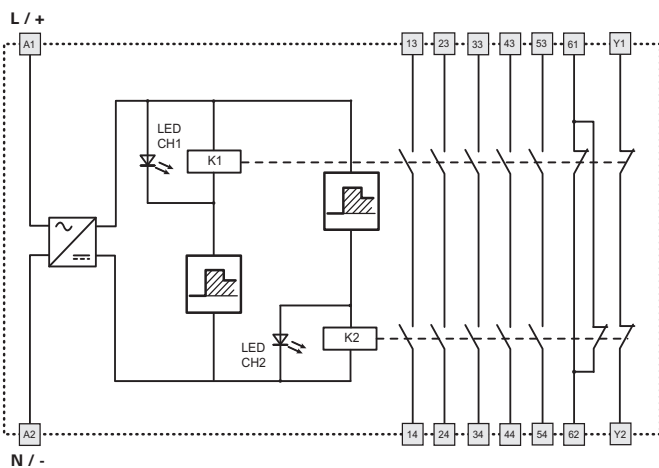 L / +
A1 13 23 33 43 53 61 Y1
LED
CH1
K1
LED
CH2
K2
A2 14 24 34 44 54 62 Y2
N / -